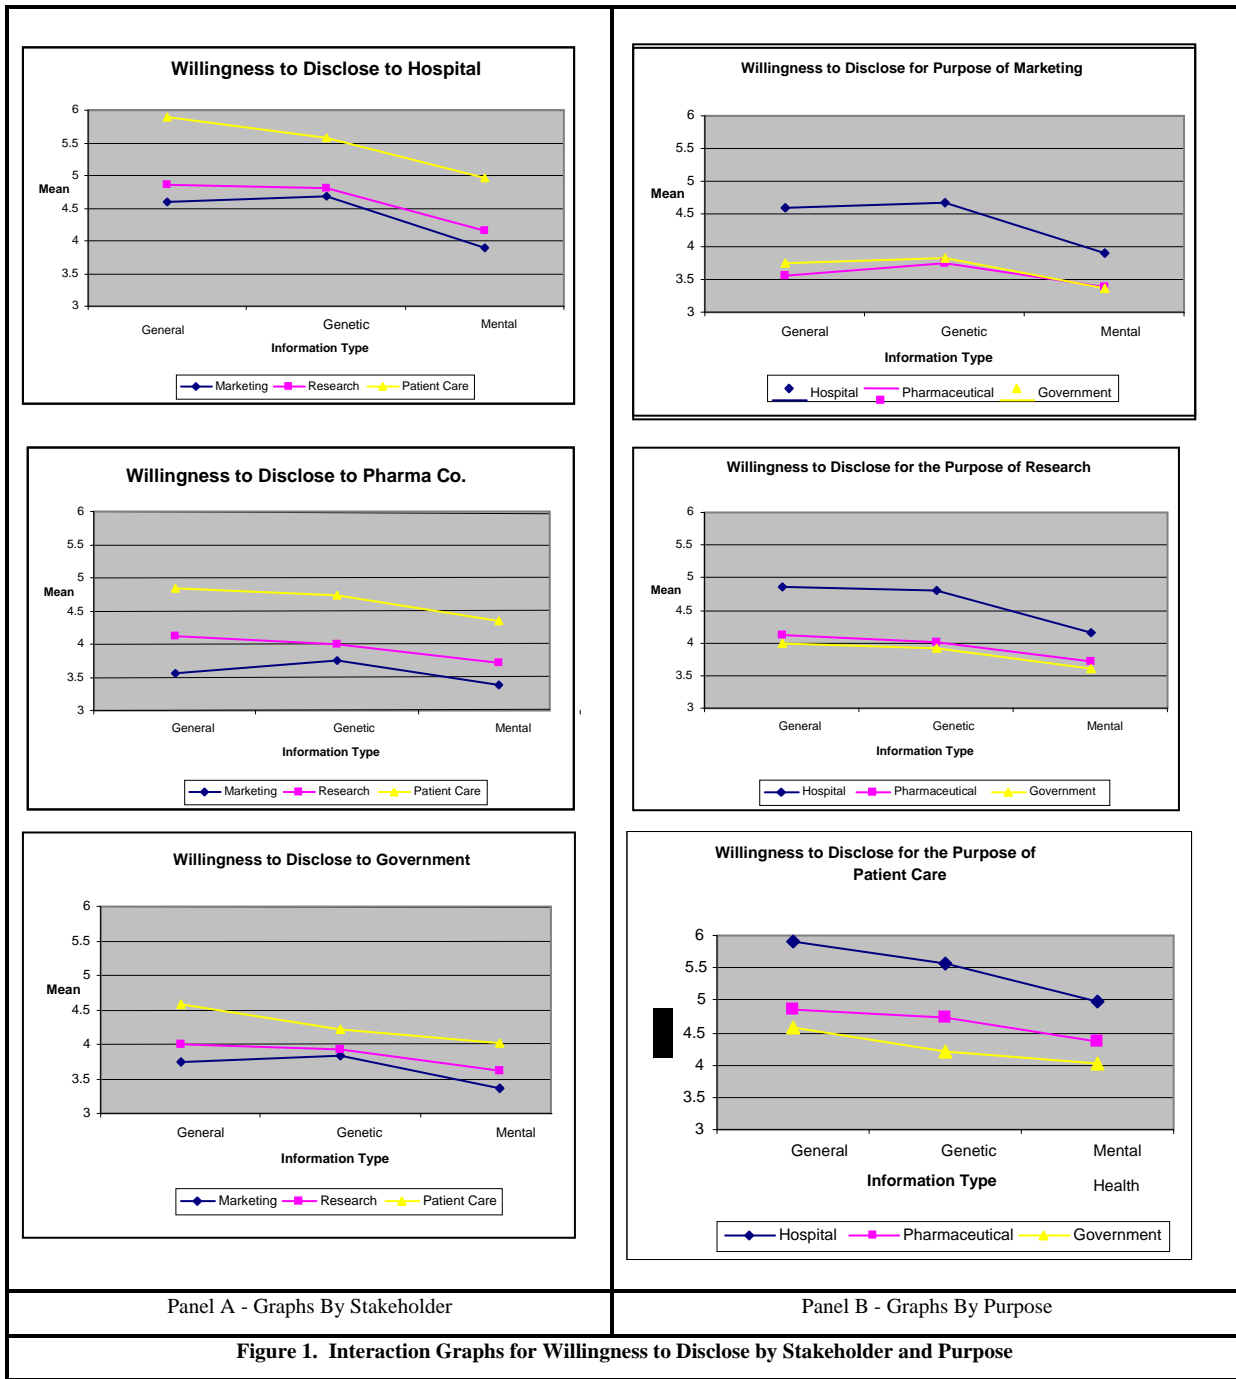 Willingness to Disclose to Hospital
6
5.5
5
Mean
4.5
4
3.5
3
General Genetic Mental
Information Type
Marketing Research Patient Care
Willingness to Disclose to Pharma Co.
6
5.5
5
Mean
4.5
4
3.5
3
General Genetic Mental
Information Type
Marketing Research Patient Care
Willingness to Disclose to Government
6
5.5
5
Mean
4.5
4
3.5
3
General Genetic Mental
Information Type
Marketing Research Patient Care
Willingness to Disclose for Purpose of Marketing
6
5.5
5
Mean
4.5
4
3.5
3
General Genetic Mental
Information Type
Hospital Pharmaceutical Government
Willingness to Disclose for the Purpose of Research
6
5.5
5
Mean
4.5
4
3.5
3
General Genetic Mental
Information Type
Hospital Pharmaceutical Government
Willingness to Disclose for the Purpose of
Patient Care
6
5.5
5
4.5
4
3.5
3
General Genetic Mental
Information Type Health
Hospital Pharmaceutical Government
Panel A - Graphs By Stakeholder
Panel B - Graphs By Purpose
Figure 1. Interaction Graphs for Willingness to Disclose by Stakeholder and Purpose